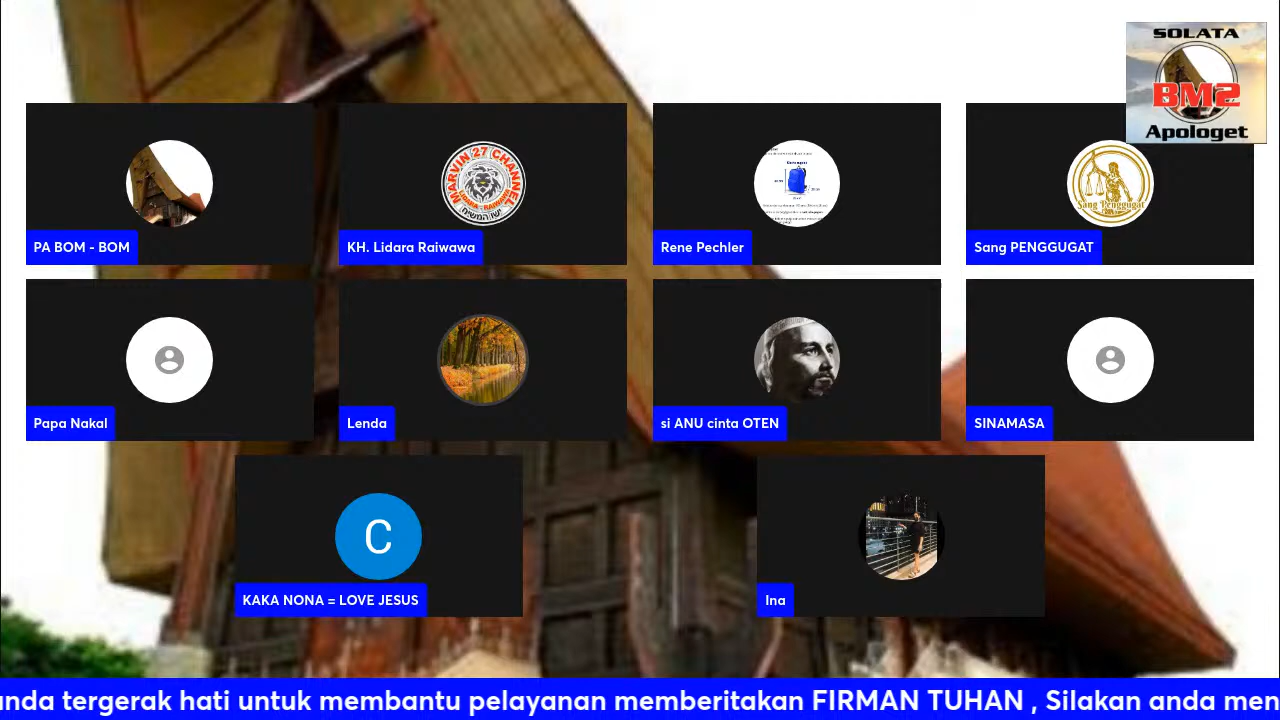 SOLATA
BM2
Apologet
MARVIN 27 CHANNEL
PA BOM - BOM
KH. Lidara Raiwawa
Rene Pechler
Sang Penggugat
Sang PENGGUGAT
Papa Nakal
Lenda
si ANU cinta OTEN
SINAMASA
C
KAKA NONA = LOVE JESUS
Ina
anda tergerak hati untuk membantu pelayanan memberitakan FIRMAN TUHAN , Silakan anda men